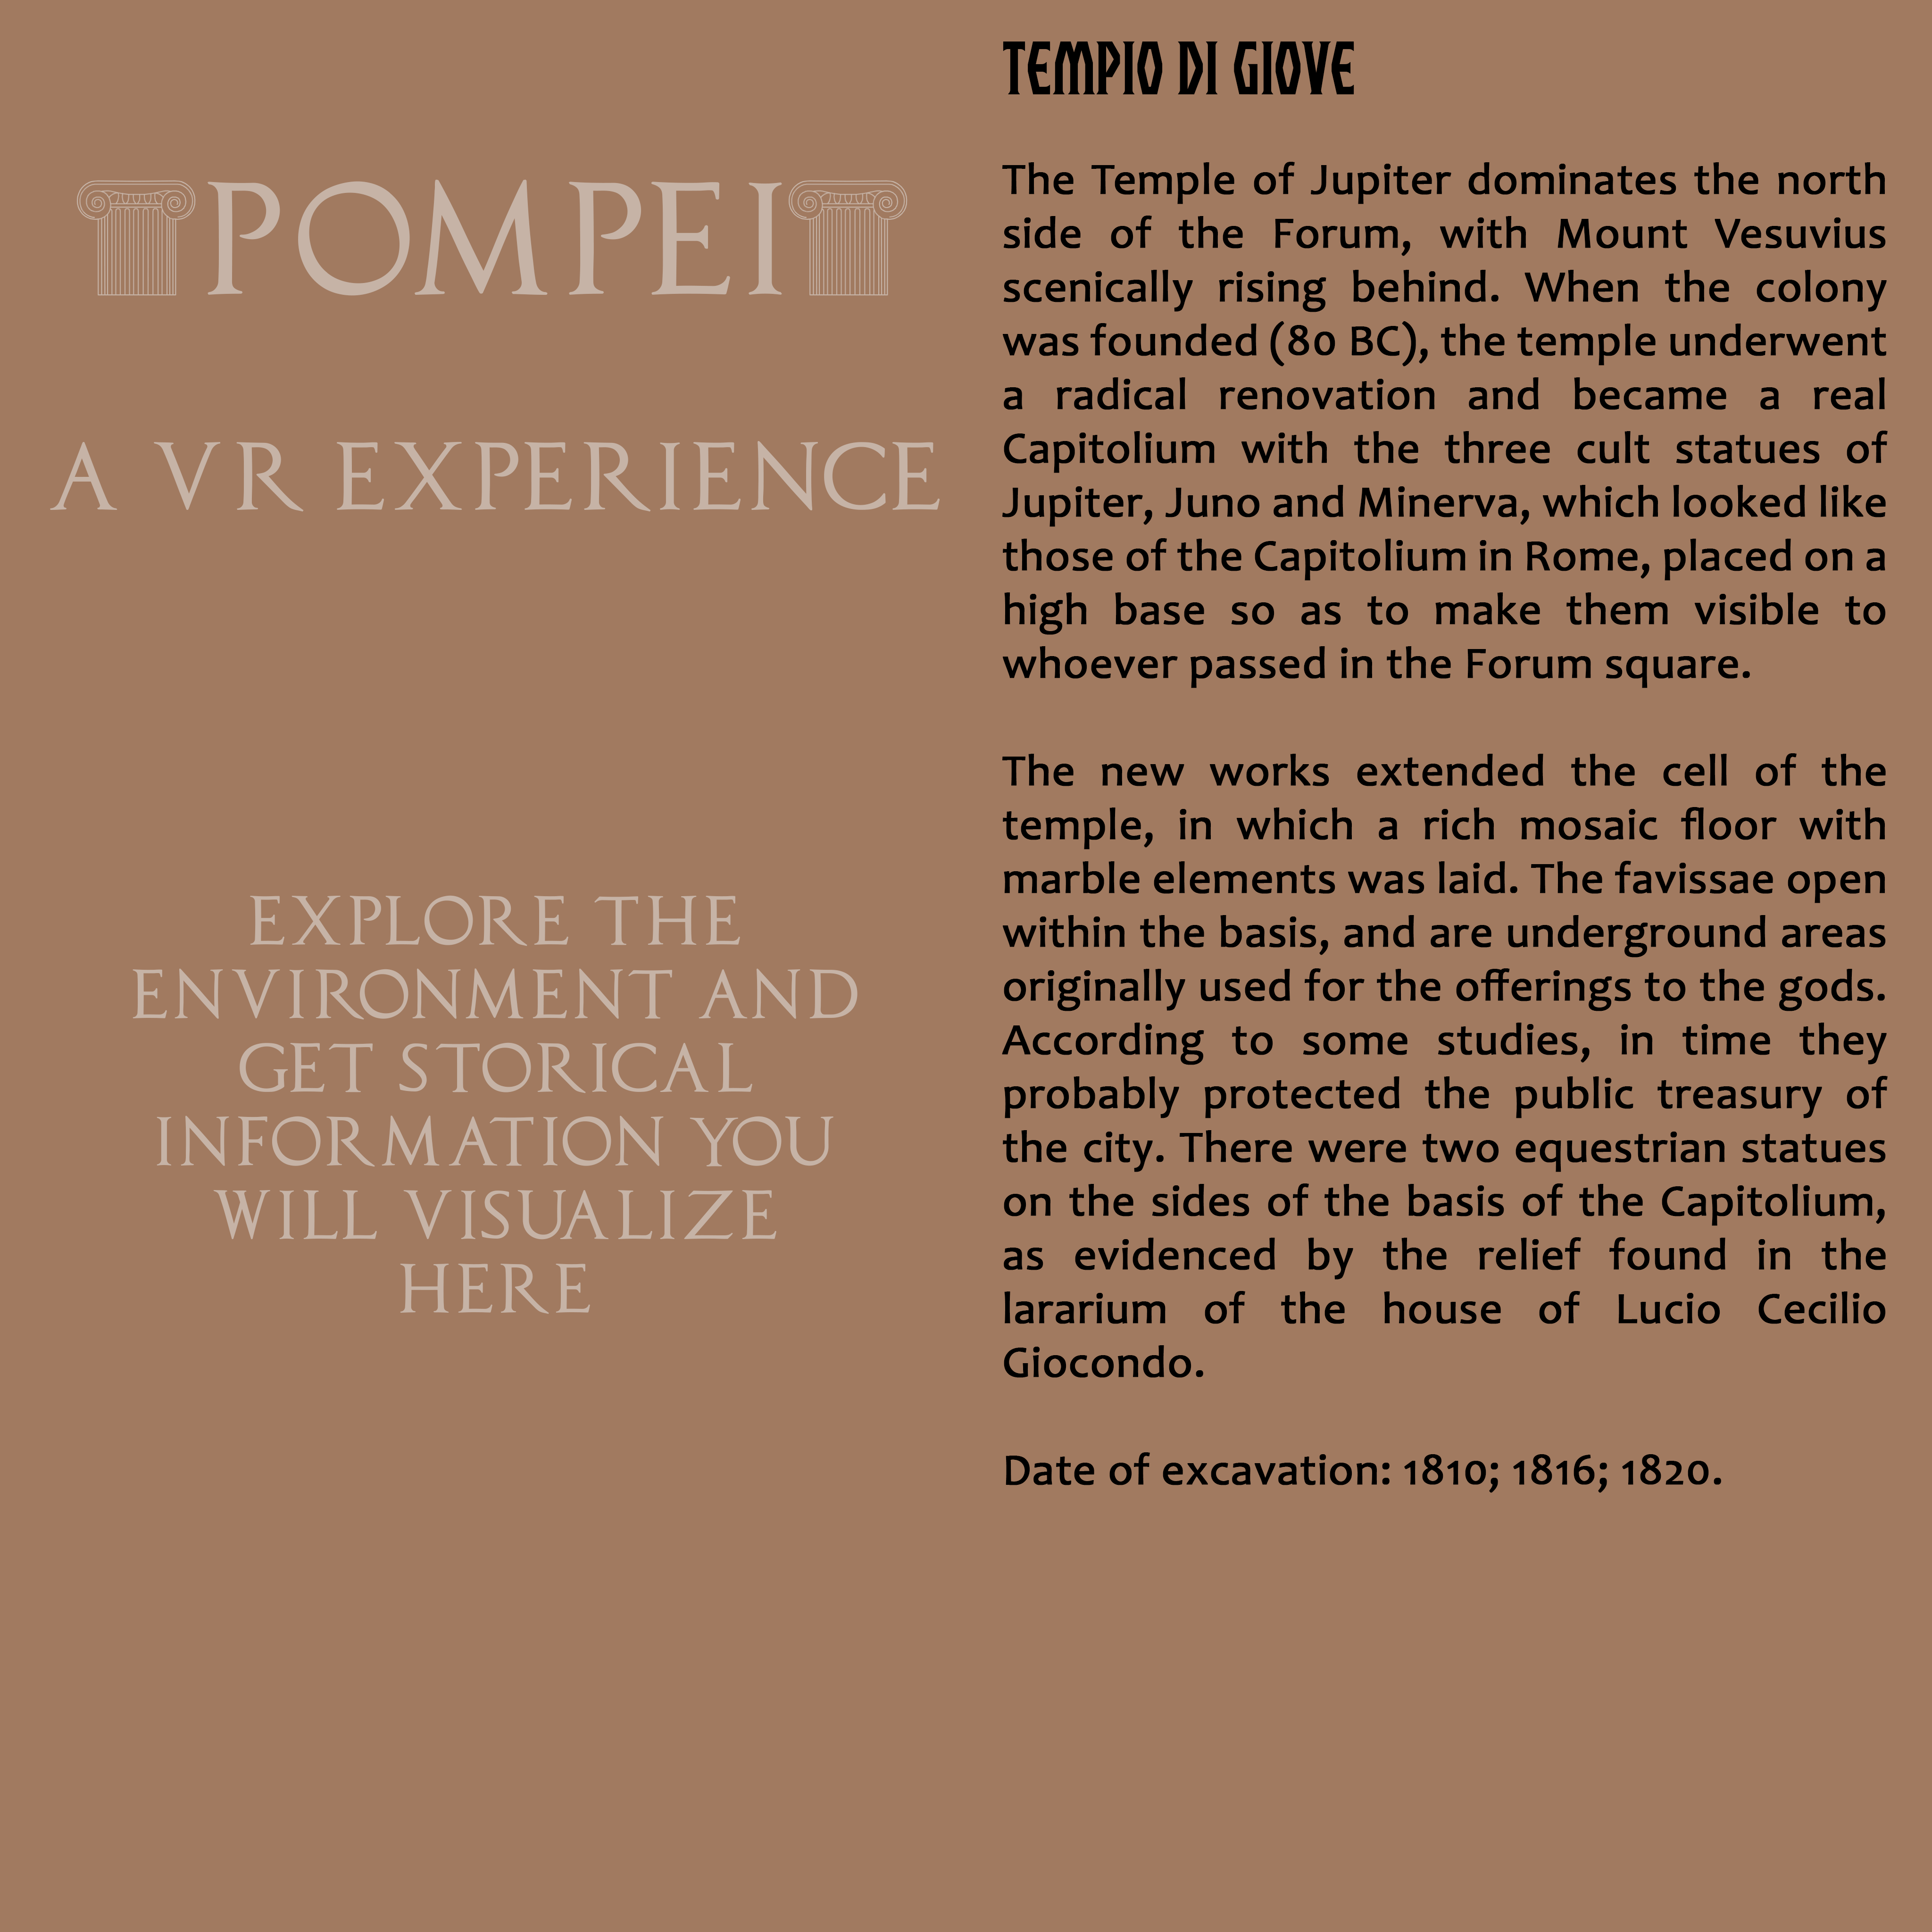 POMPEI
A VR EXPERIENCE
EXPLORE THE
ENVIRONMENT AND
GET STORICAL
INFORMATION YOU
WILL VISUALIZE
HERE
TEMPIO DI GIOVE
The Temple of Jupiter dominates the north
side of the Forum, with Mount Vesuvius
scenically rising behind. When the colony
was founded (80 BC), the temple underwent
a radical renovation and became a real
Capitolium with the three cult statues of
Jupiter, Juno and Minerva, which looked like
those of the Capitolium in Rome, placed on a
high base so as to make them visible to
whoever passed in the Forum square.
The new works extended the cell of the
temple, in which a rich mosaic floor with
marble elements was laid. The favissae open
within the basis, and are underground areas
originally used for the offerings to the gods.
According to some studies, in time they
probably protected the public treasury of
the city. There were two equestrian statues
on the sides of the basis of the Capitolium,
as evidenced by the relief found in the
lararium of the house of Lucio Cecilio
Giocondo.
Date of excavation: 1810; 1816; 1820.